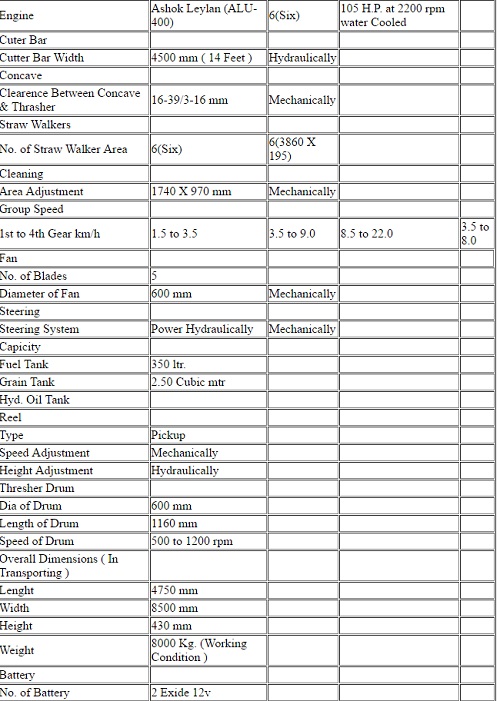 Engine Ashok Leylan (ALU-400) 6(Six) 105 H.P. at 2200 rpm water Cooled
Cuter Bar
Cutter Bar Width 4500 mm ( 14 Feet ) Hydraulically
Concave
Clearence Between Concave & Thrasher 16-39/3-16 mm Mechanically
Straw Walkers
No. of Straw Walker Area 6(Six) 6(3860 X 195)
Cleaning
Area Adjustment 1740 X 970 mm Mechanically
Group Speed
1st to 4th Gear km/h 1.5 to 3.5 3.5 to 9.0 8.5 to 22.0 3.5 to 8.0
Fan
No. of Blades 5
Diameter of Fan 600 mm Mechanically
Steering
Steering System Power Hydraulically Mechanically
Capicity
Fuel Tank 350 ltr.
Grain Tank 2.50 Cubic mtr
Hyd. Oil Tank
Reel
Type Pickup
Speed Adjustment Mechanically
Height Adjustment Hydraulically
Thresher Drum
Dia of Drum 600 mm
Length of Drum 1160 mm
Speed of Drum 500 to 1200 rpm
Overall Dimensions ( In Transporting )
Lenght 4750 mm
Width 8500 mm
Height 430 mm
Weight 8000 Kg. (Working Condition )
Battery
No. of Battery 2 Exide 12v